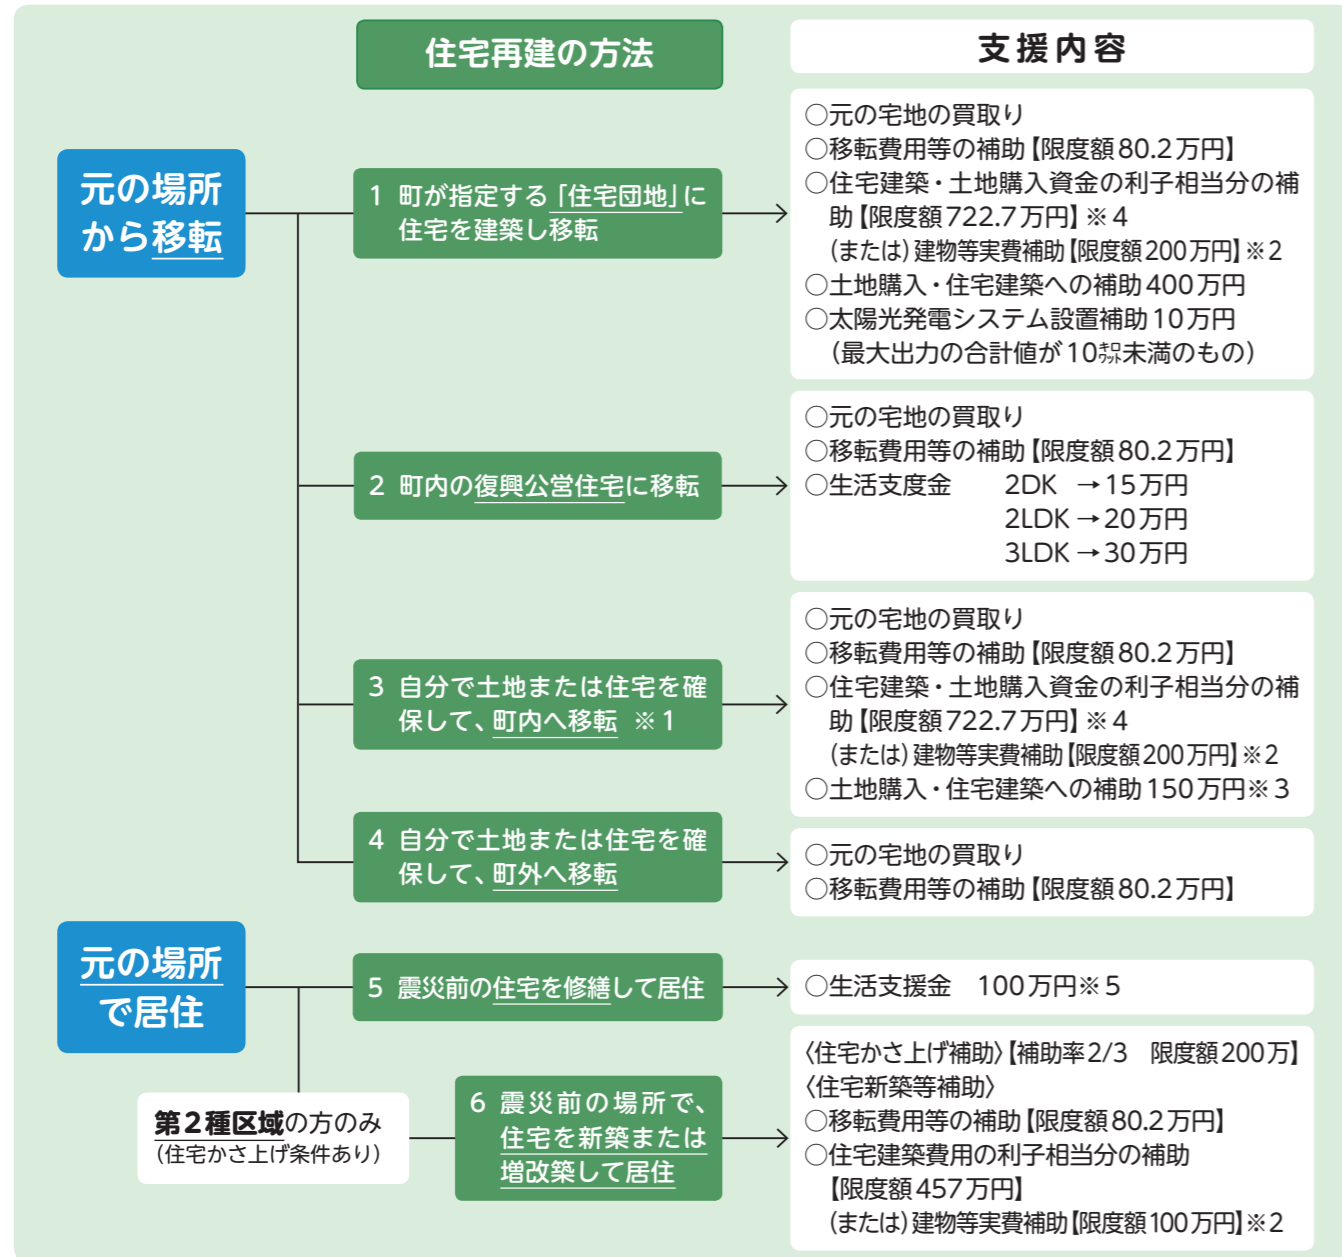 住宅再建の方法
支援内容
元の場所
から移転
1 町が指定する「住宅団地」に
住宅を建築し移転
○元の宅地の買取り
○移転費用等の補助【限度額80.2万円】
○住宅建築・土地購入資金の利子相当分の補
助【限度額722.7万円】※4
(または)建物等実費補助【限度額200万円】※2
○土地購入・住宅建築への補助400万円
○太陽光発電システム設置補助10万円
(最大出力の合計値が10㌔㍗未満のもの)
2 町内の復興公営住宅に移転
○元の宅地の買取り
○移転費用等の補助【限度額80.2万円】
○生活支度金 2DK →15万円
2LDK →20万円
3LDK →30万円
3 自分で土地または住宅を確
保して、町内へ移転 ※1
○元の宅地の買取り
○移転費用等の補助【限度額80.2万円】
○住宅建築・土地購入資金の利子相当分の補
助【限度額722.7万円】※4
(または)建物等実費補助【限度額200万円】※2
○土地購入・住宅建築への補助150万円※3
4 自分で土地または住宅を確
保して、町外へ移転
○元の宅地の買取り
○移転費用等の補助【限度額80.2万円】
元の場所
で居住
5 震災前の住宅を修繕して居住
○生活支援金 100万円※5
第2種区域の方のみ
(住宅かさ上げ条件あり)
6 震災前の場所で、
住宅を新築または
増改築して居住
〈住宅かさ上げ補助〉【補助率2/3 限度額200万】
〈住宅新築等補助〉
○移転費用等の補助【限度額80.2万円】
○住宅建築費用の利子相当分の補助
【限度額457万円】
(または)建物等実費補助【限度額100万円】※2